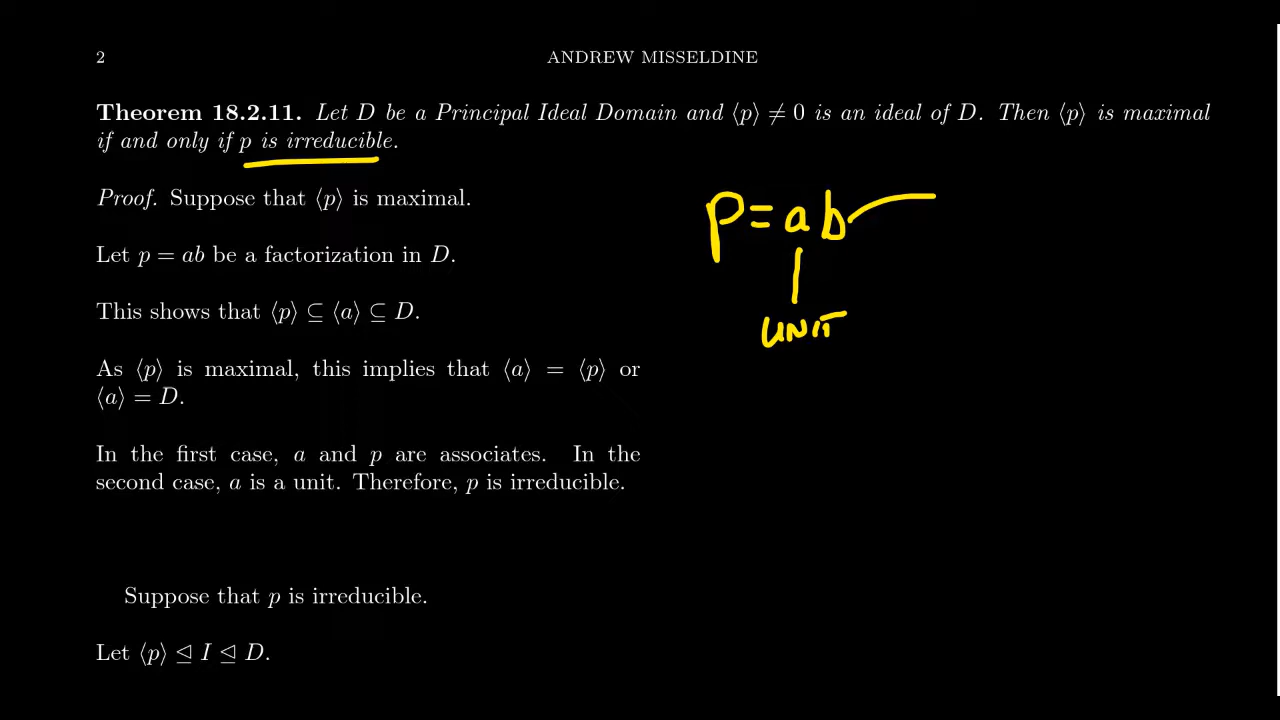 2
ANDREW MISSELDINE
Theorem 18.2.11. Let D be a Principal Ideal Domain and ⟨p⟩ ≠ 0 is an ideal of D. Then ⟨p⟩ is maximal
if and only if p is irreducible.
Proof. Suppose that ⟨p⟩ is maximal.
Let p = ab be a factorization in D.
This shows that ⟨p⟩ ⊆ ⟨a⟩ ⊆ D.
As ⟨p⟩ is maximal, this implies that ⟨a⟩ = ⟨p⟩ or
⟨a⟩ = D.
In the first case, a and p are associates. In the
second case, a is a unit. Therefore, p is irreducible.
Suppose that p is irreducible.
Let ⟨p⟩ ⊴ I ⊴ D.
p = ab
UNIT